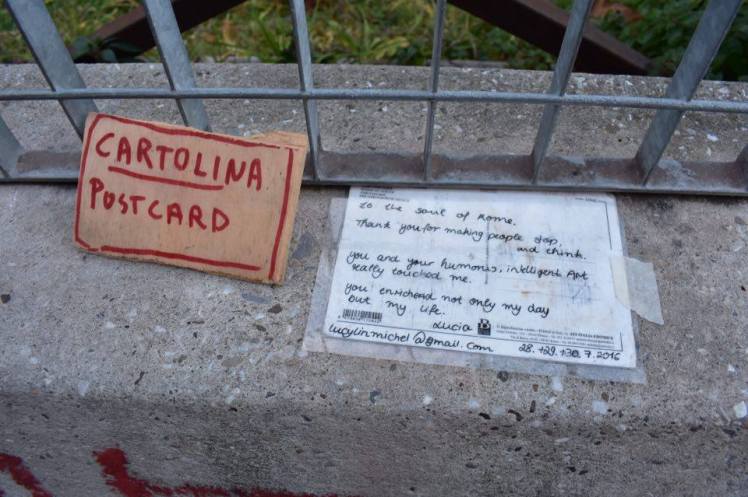 CARTOLINA
POSTCARD
to the soul of Rome.
Thank you for making people stop,
and think.
you and your humorus, intelligent Art
really touched me.
you enrichead not only my day
but my life.
Lucia
lucylinmichel@gmail.com
28.+29.+30.7.2016